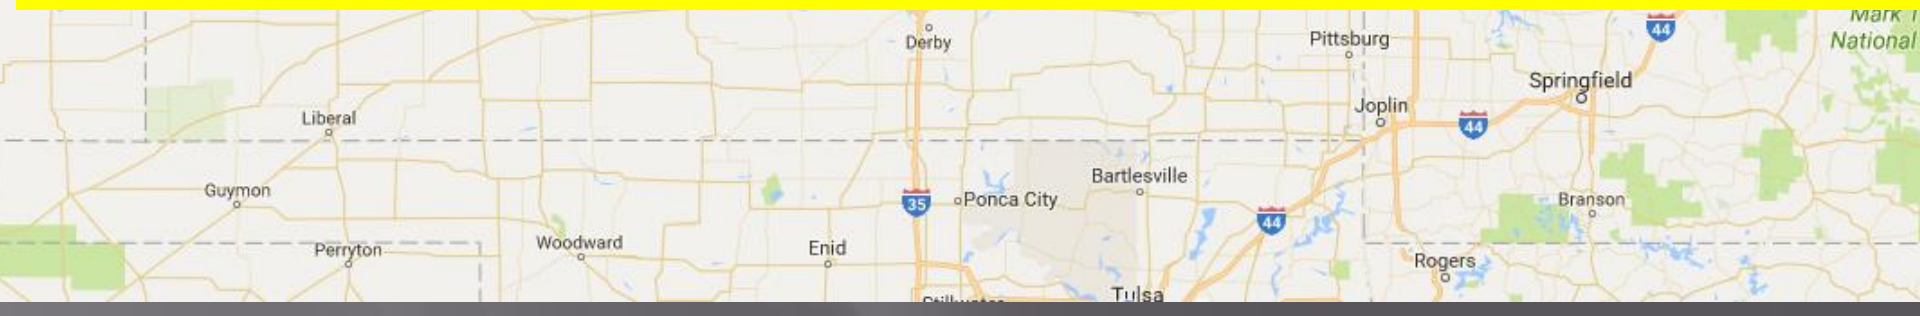 Mark T
National
44
Derby
Pittsburg
Springfield
Joplin
Liberal
44
Bartlesville
Guymon
35
Ponca City
Branson
44
Woodward
Enid
Perryton
Rogers
Tulsa
Stillwater